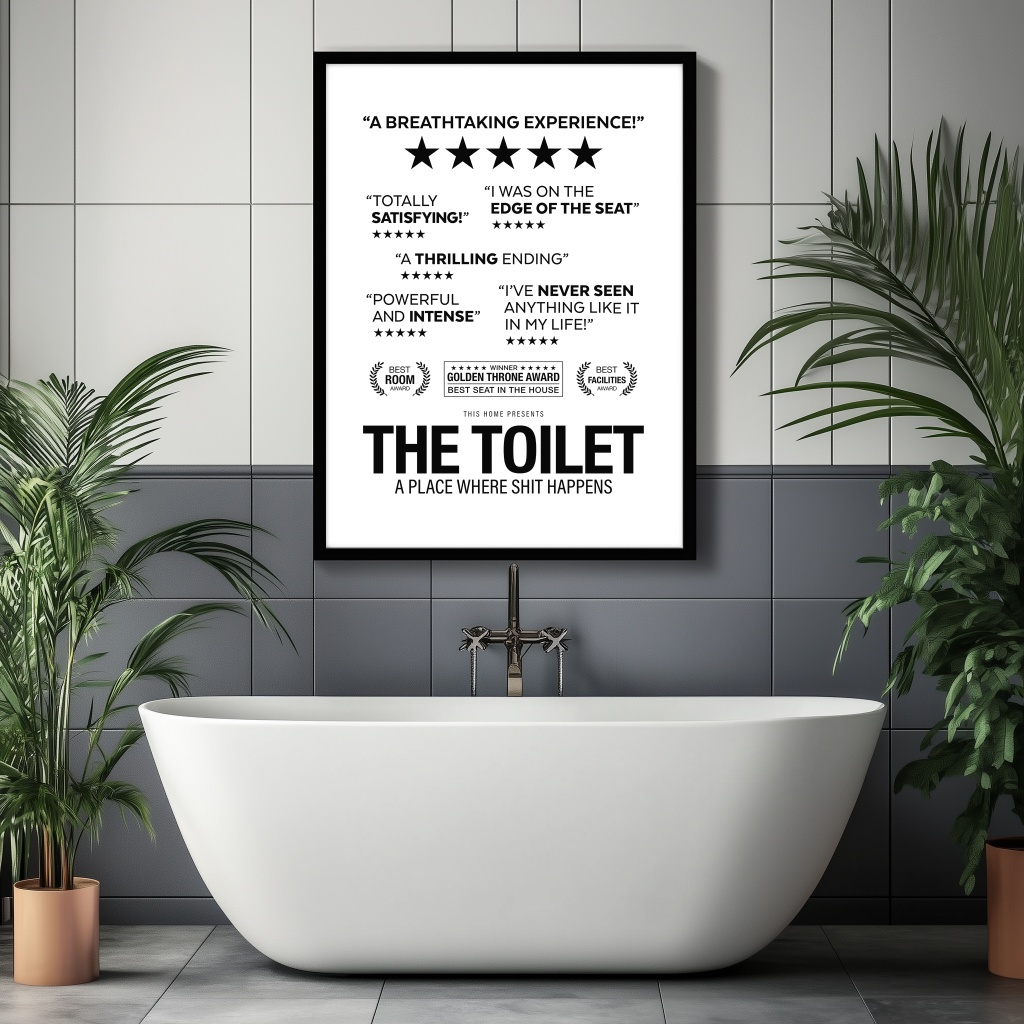 “A BREATHTAKING EXPERIENCE!”
★★★★★
“TOTALLY
SATISFYING!”
★★★★★
“I WAS ON THE
EDGE OF THE SEAT”
★★★★★
“A THRILLING ENDING”
★★★★★
“POWERFUL
AND INTENSE”
★★★★★
“I’VE NEVER SEEN
ANYTHING LIKE IT
IN MY LIFE!”
★★★★★
BEST
ROOM
AWARD
★★★★★ WINNER ★★★★★
GOLDEN THRONE AWARD
BEST SEAT IN THE HOUSE
BEST
FACILITIES
AWARD
THIS HOME PRESENTS
THE TOILET
A PLACE WHERE SHIT HAPPENS